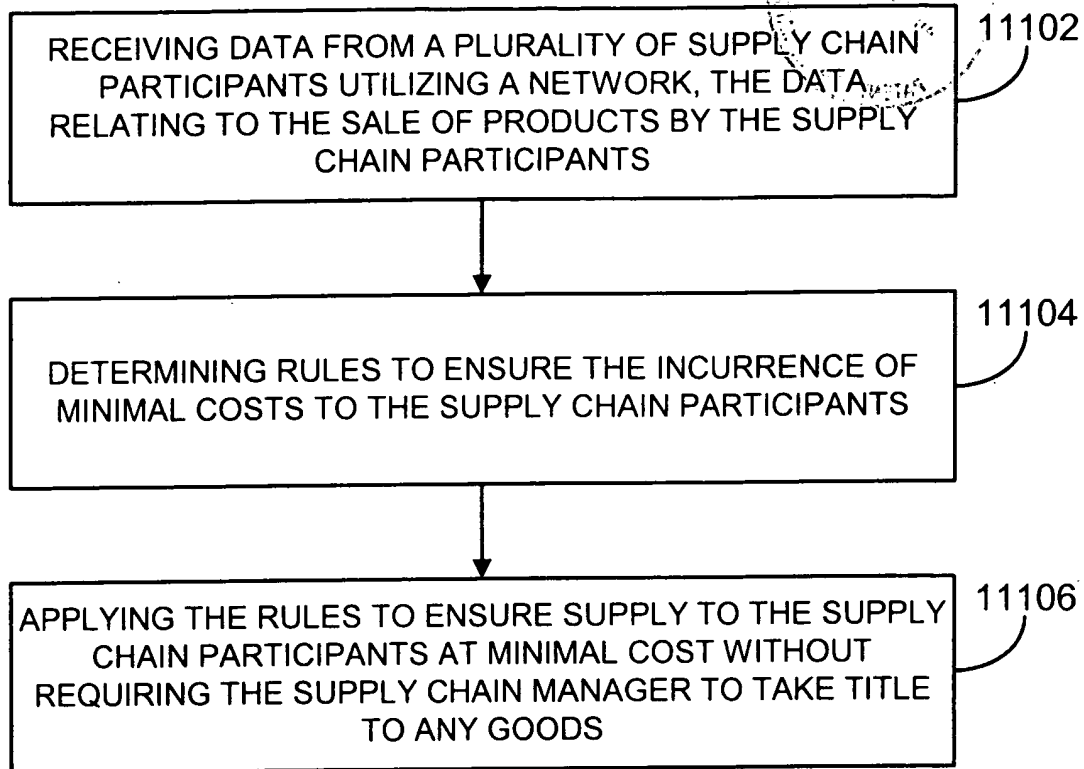 RECEIVING DATA FROM A PLURALITY OF SUPPLY CHAIN
PARTICIPANTS UTILIZING A NETWORK, THE DATA
RELATING TO THE SALE OF PRODUCTS BY THE SUPPLY
CHAIN PARTICIPANTS
11102
DETERMINING RULES TO ENSURE THE INCURRENCE OF
MINIMAL COSTS TO THE SUPPLY CHAIN PARTICIPANTS
11104
APPLYING THE RULES TO ENSURE SUPPLY TO THE SUPPLY
CHAIN PARTICIPANTS AT MINIMAL COST WITHOUT
REQUIRING THE SUPPLY CHAIN MANAGER TO TAKE TITLE
TO ANY GOODS
11106